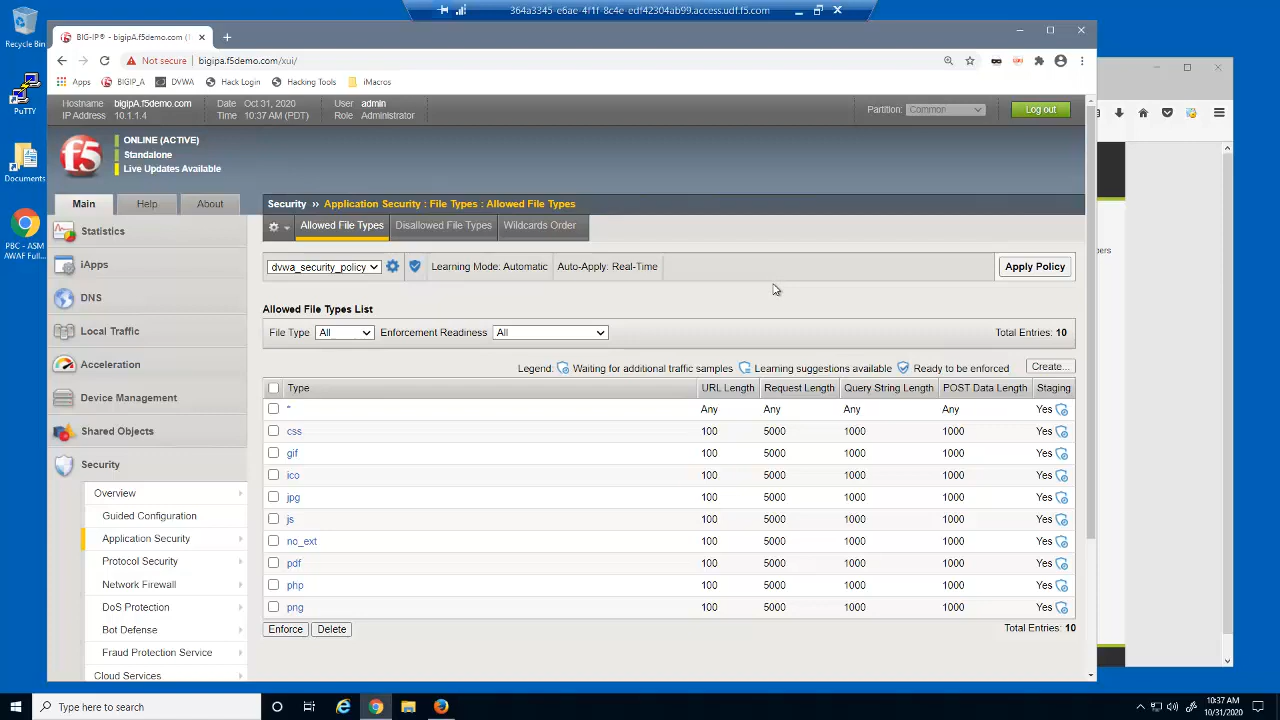 364a3345-e6ae-4f1f-8c4e-edf42304ab99.access.udf.f5.com
Recycle Bin
PuTTY
Documents
PBC - ASM
AWAF Full...
BIG-IP® - bigipA.f5demo.com (1
Not secure
bigipa.f5demo.com/xui/
Apps
BIGIP_A
DVWA
Hack Login
Hacking Tools
iMacros
Hostname bigipA.f5demo.com
IP Address 10.1.1.4
Date Oct 31, 2020
Time 10:37 AM (PDT)
User admin
Role Administrator
Partition: Common
Log out
f5
ONLINE (ACTIVE)
Standalone
Live Updates Available
Main
Help
About
Statistics
iApps
DNS
Local Traffic
Acceleration
Device Management
Shared Objects
Security
Overview
Guided Configuration
Application Security
Protocol Security
Network Firewall
DoS Protection
Bot Defense
Fraud Protection Service
Cloud Services
Security ›› Application Security : File Types : Allowed File Types
Allowed File Types
Disallowed File Types
Wildcards Order
dvwa_security_policy
Learning Mode: Automatic
Auto-Apply: Real-Time
Apply Policy
Allowed File Types List
File Type All Enforcement Readiness All Total Entries: 10
Legend: Waiting for additional traffic samples Learning suggestions available Ready to be enforced Create...
Type URL Length Request Length Query String Length POST Data Length Staging
* Any Any Any Any Yes
css 100 5000 1000 1000 Yes
gif 100 5000 1000 1000 Yes
ico 100 5000 1000 1000 Yes
jpg 100 5000 1000 1000 Yes
js 100 5000 1000 1000 Yes
no_ext 100 5000 1000 1000 Yes
pdf 100 5000 1000 1000 Yes
php 100 5000 1000 1000 Yes
png 100 5000 1000 1000 Yes
Enforce Delete Total Entries: 10
Type here to search
10:37 AM
10/31/2020